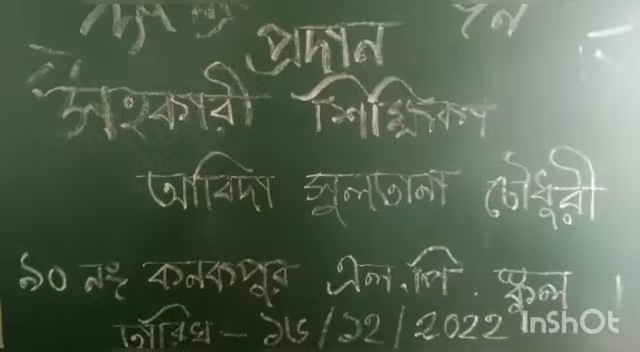 প্রদান
সহকারী শিক্ষিকা
আবিদা সুলতানা চৌধুরী
৯০ নং কনকপুর এল.পি. স্কুল।
তারিখ - ১৬/১২/2022
InShOt